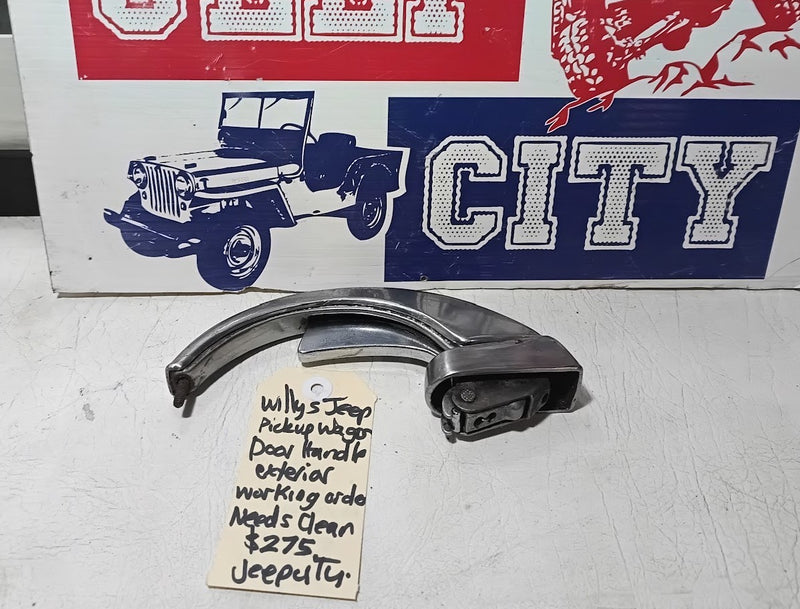 CITY
Willys Jeep
Pickup Wagon
Door Handle
exterior
working order
Needs Clean
$275.
JeepCity.